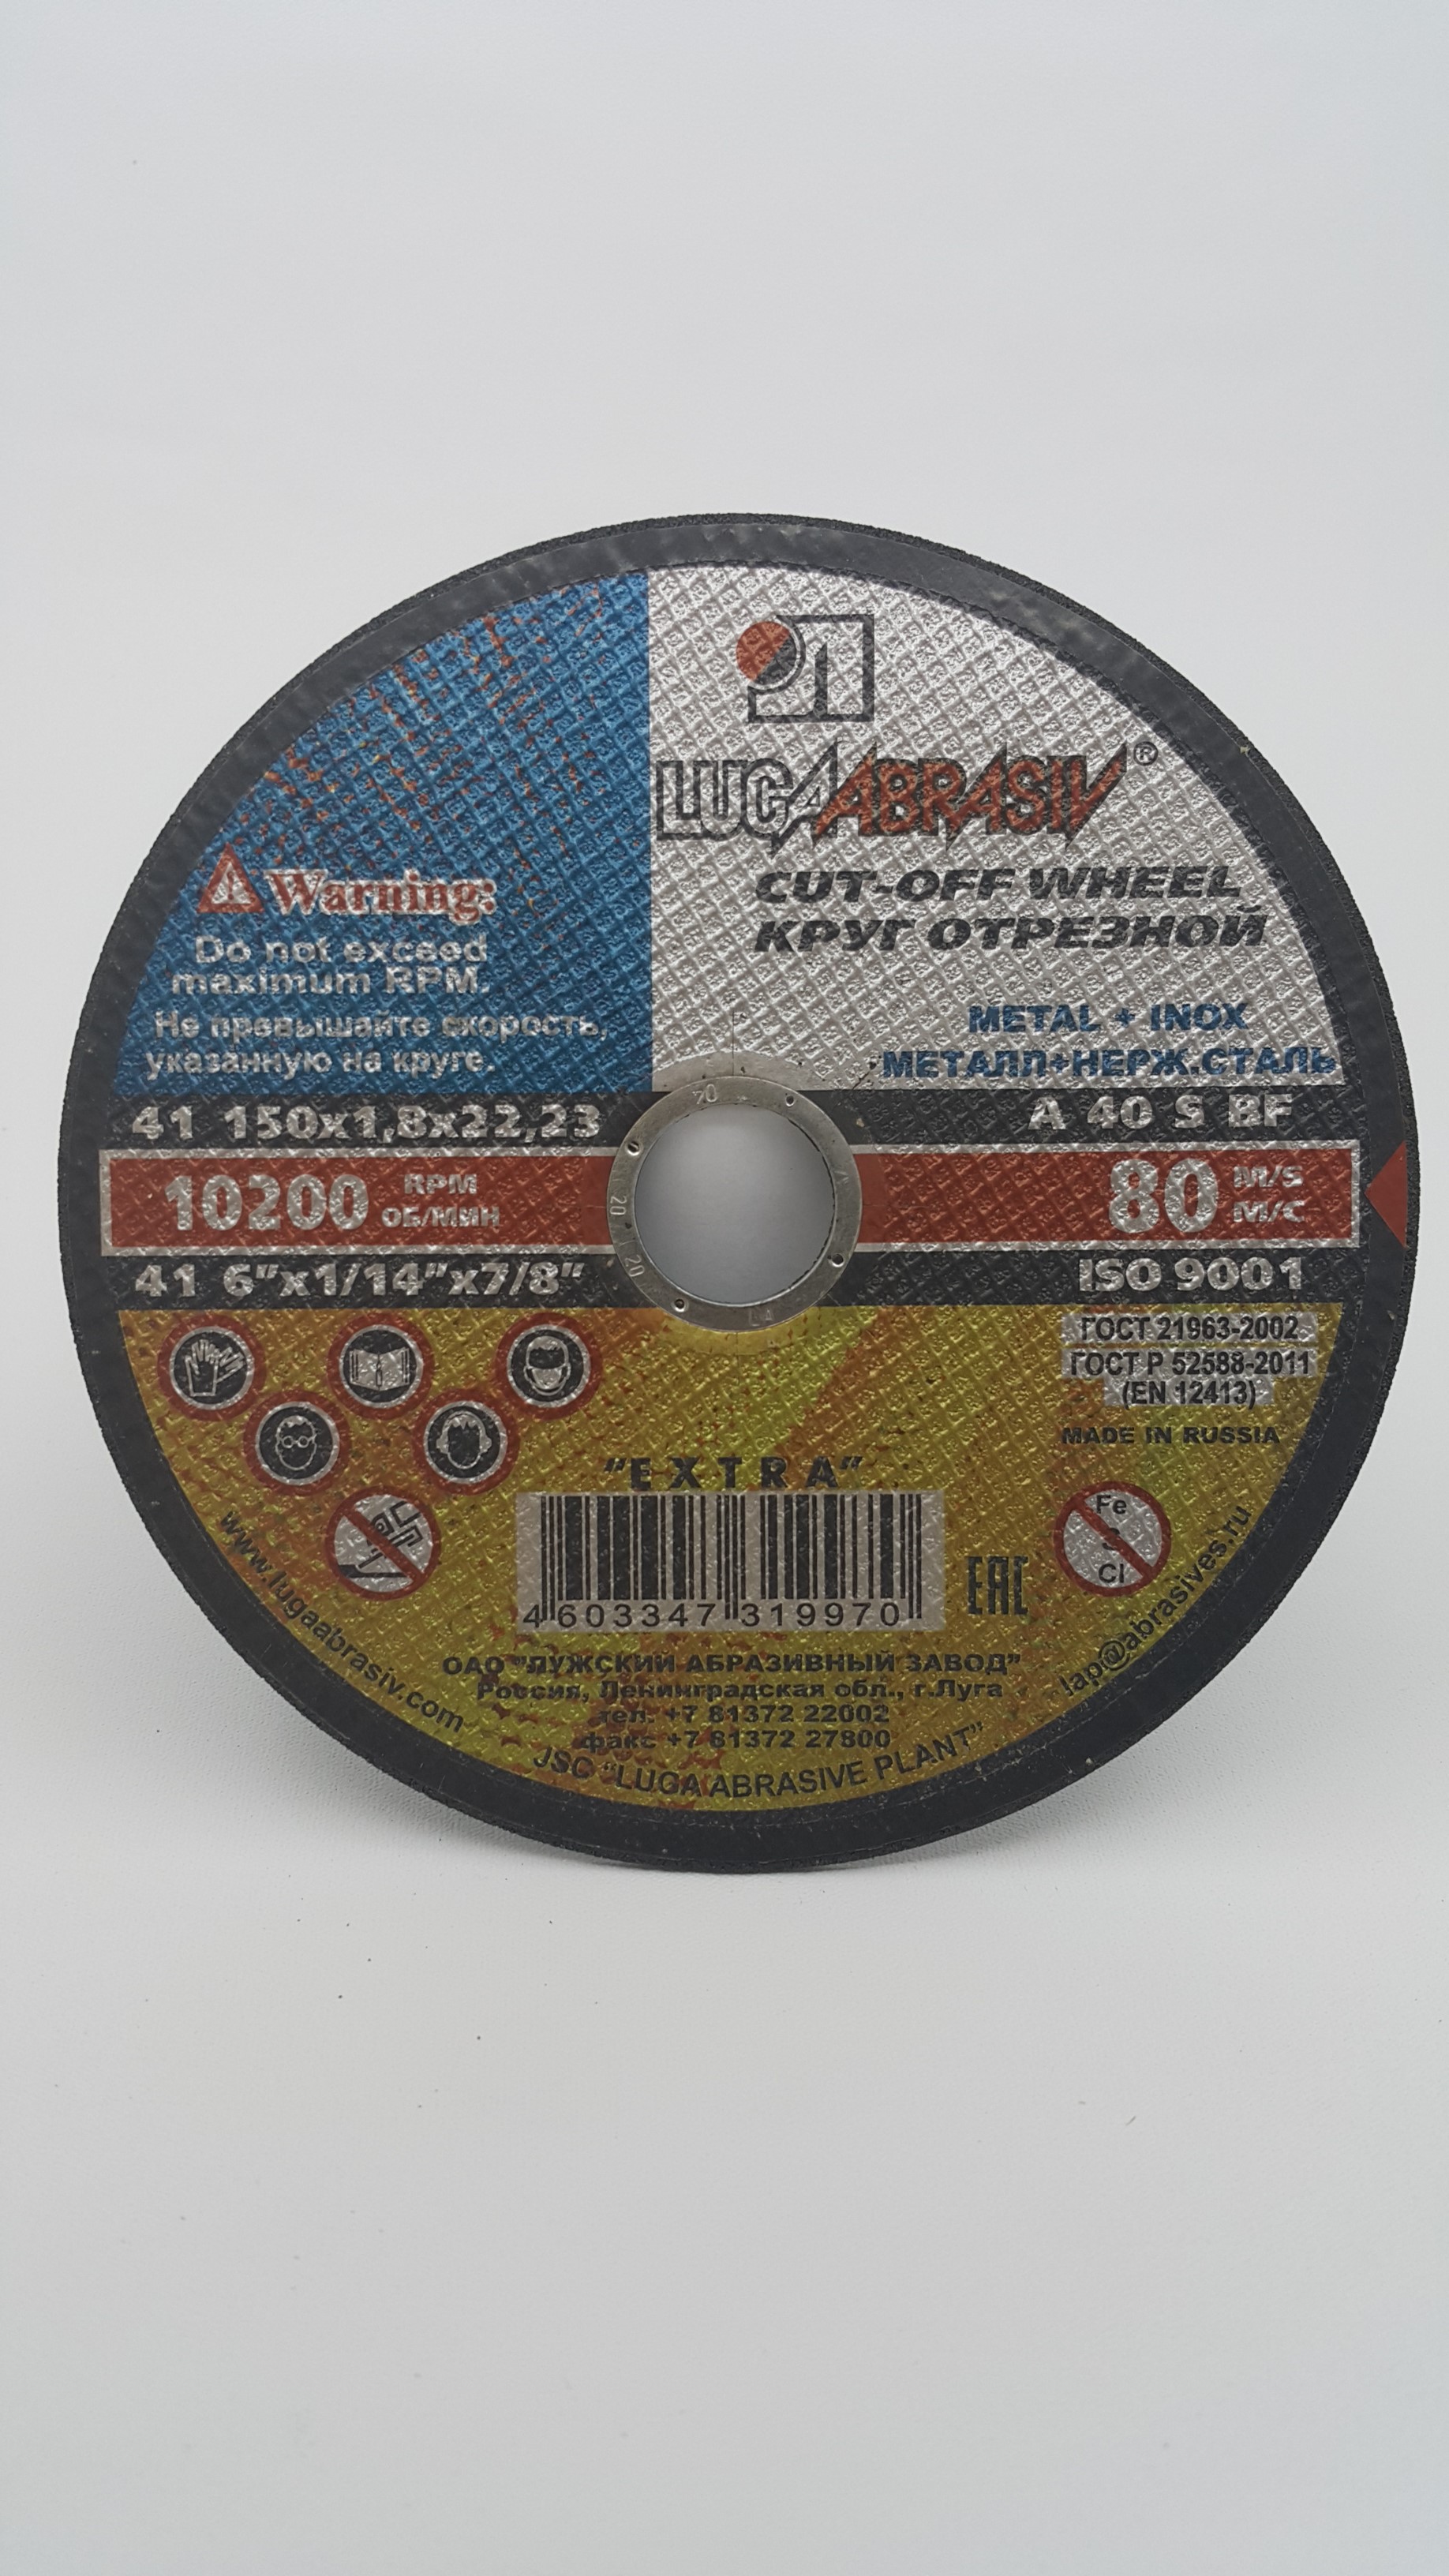 LUGAABRASIV®
CUT-OFF WHEEL
КРУГ ОТРЕЗНОЙ
METAL + INOX
МЕТАЛЛ+НЕРЖ.СТАЛЬ
Warning:
Do not exceed
maximum RPM.
Не превышайте скорость,
указанную на круге.
41 150x1,8x22,23
A 40 S BF
10200 RPM ОБ/МИН
80 M/S М/С
41 6"x1/14"x7/8"
ISO 9001
ГОСТ 21963-2002
ГОСТ Р 52588-2011
(EN 12413)
MADE IN RUSSIA
"EXTRA"
Fe
S
Cl
4 603347 319970
EAC
ОАО "ЛУЖСКИЙ АБРАЗИВНЫЙ ЗАВОД"
Россия, Ленинградская обл., г.Луга
тел. +7 81372 22002
факс +7 81372 27800
JSC "LUGA ABRASIVE PLANT"
www.lugaabrasiv.com
lap@abrasives.ru